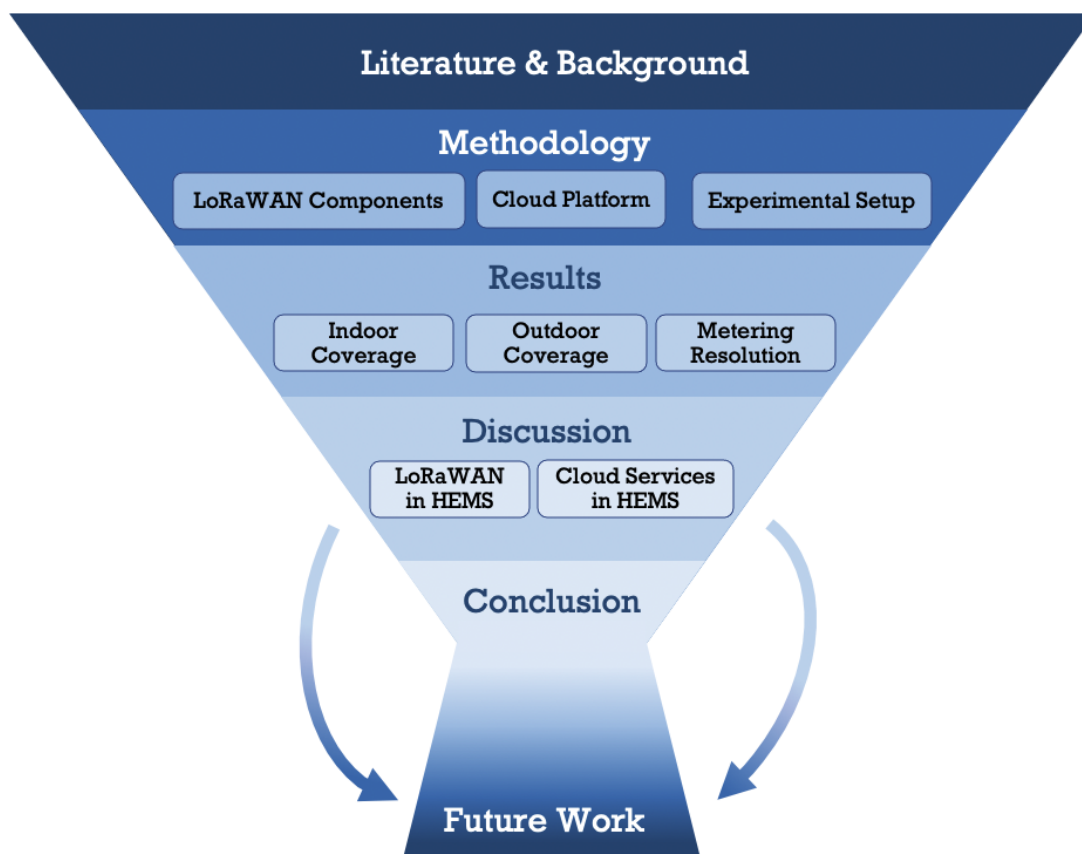 Literature & Background
Methodology
LoRaWAN Components
Cloud Platform
Experimental Setup
Results
Indoor
Coverage
Outdoor
Coverage
Metering
Resolution
Discussion
LoRaWAN
in HEMS
Cloud Services
in HEMS
Conclusion
Future Work